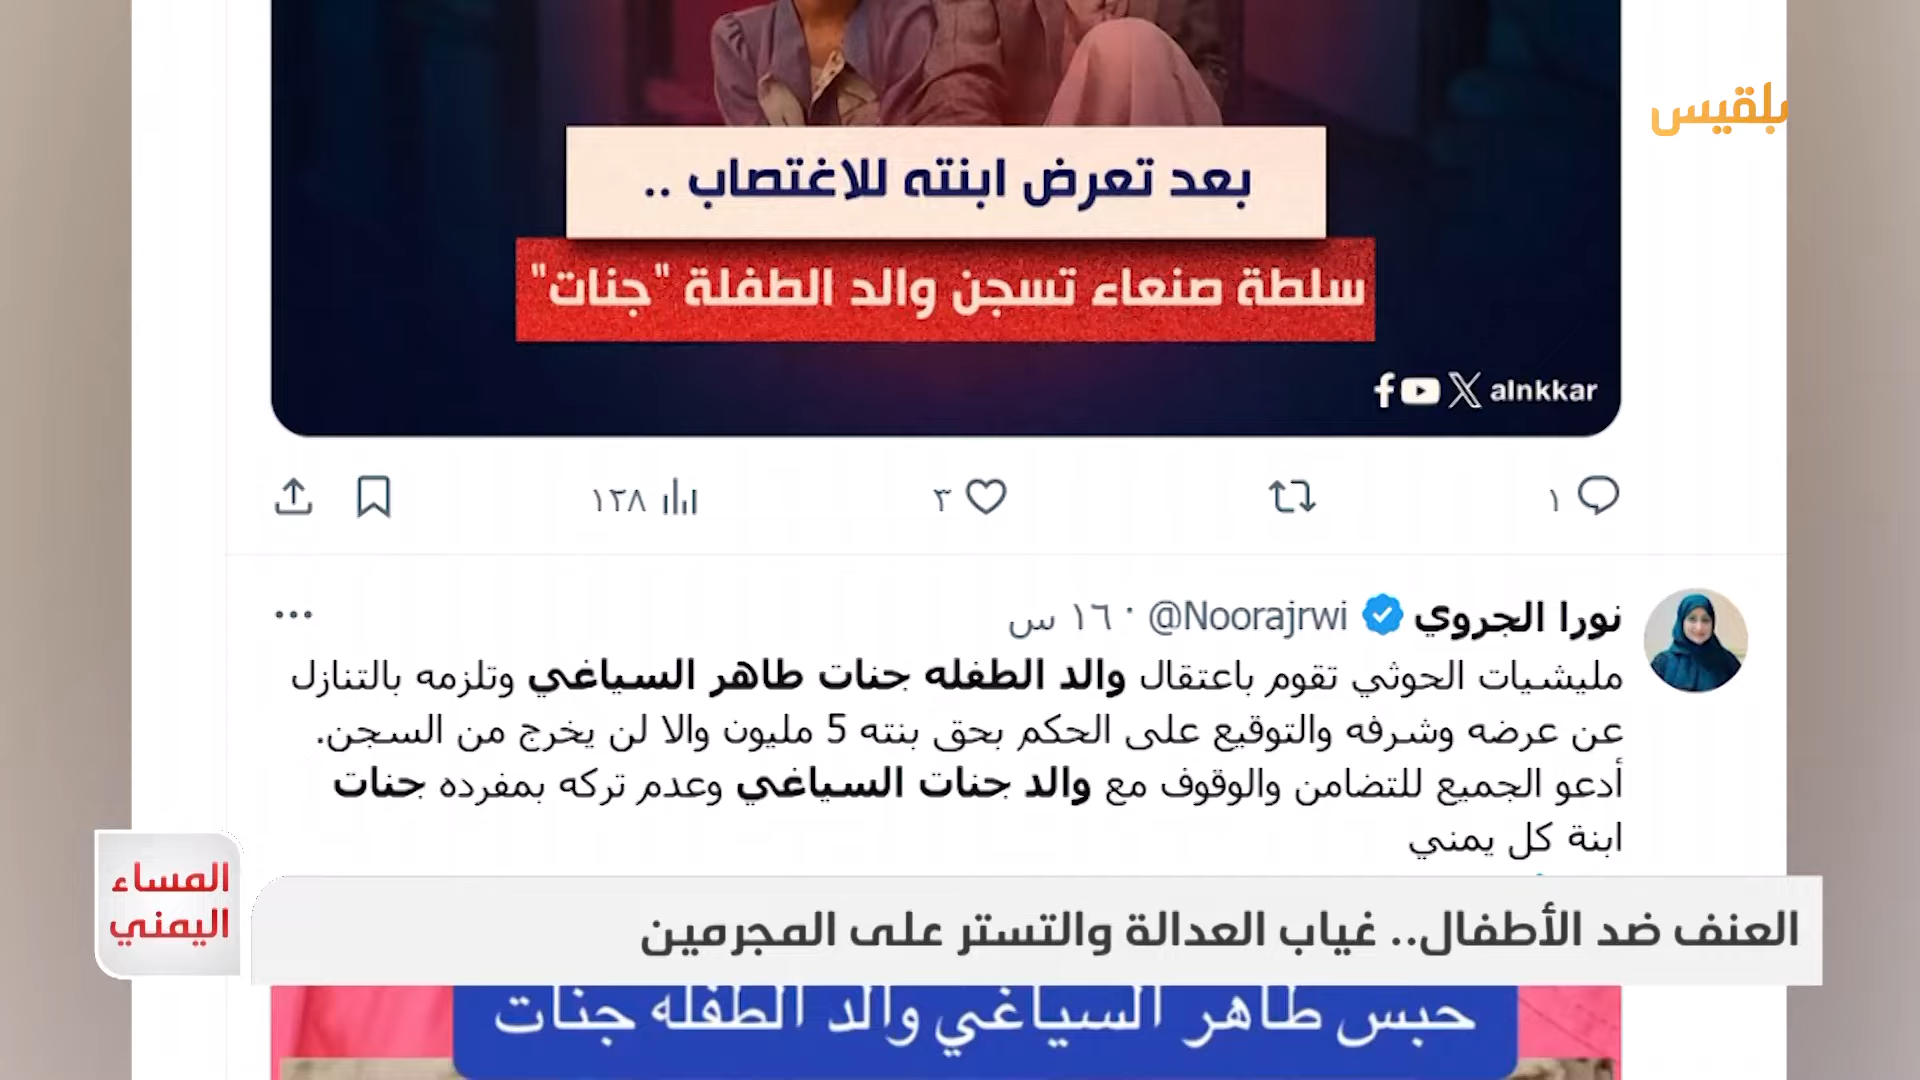 بلقيس
بعد تعرض ابنته للاغتصاب ..
سلطة صنعاء تسجن والد الطفلة "جنات"
alnkkar
١٢٨
٣
١
نورا الجروي @Noorajrwi · ١٦ س
مليشيات الحوثي تقوم باعتقال والد الطفله جنات طاهر السياغي وتلزمه بالتنازل
عن عرضه وشرفه والتوقيع على الحكم بحق بنته 5 مليون والا لن يخرج من السجن.
أدعو الجميع للتضامن والوقوف مع والد جنات السياغي وعدم تركه بمفرده جنات
ابنة كل يمني
المساء
اليمني
العنف ضد الأطفال.. غياب العدالة والتستر على المجرمين
حبس طاهر السياغي والد الطفله جنات